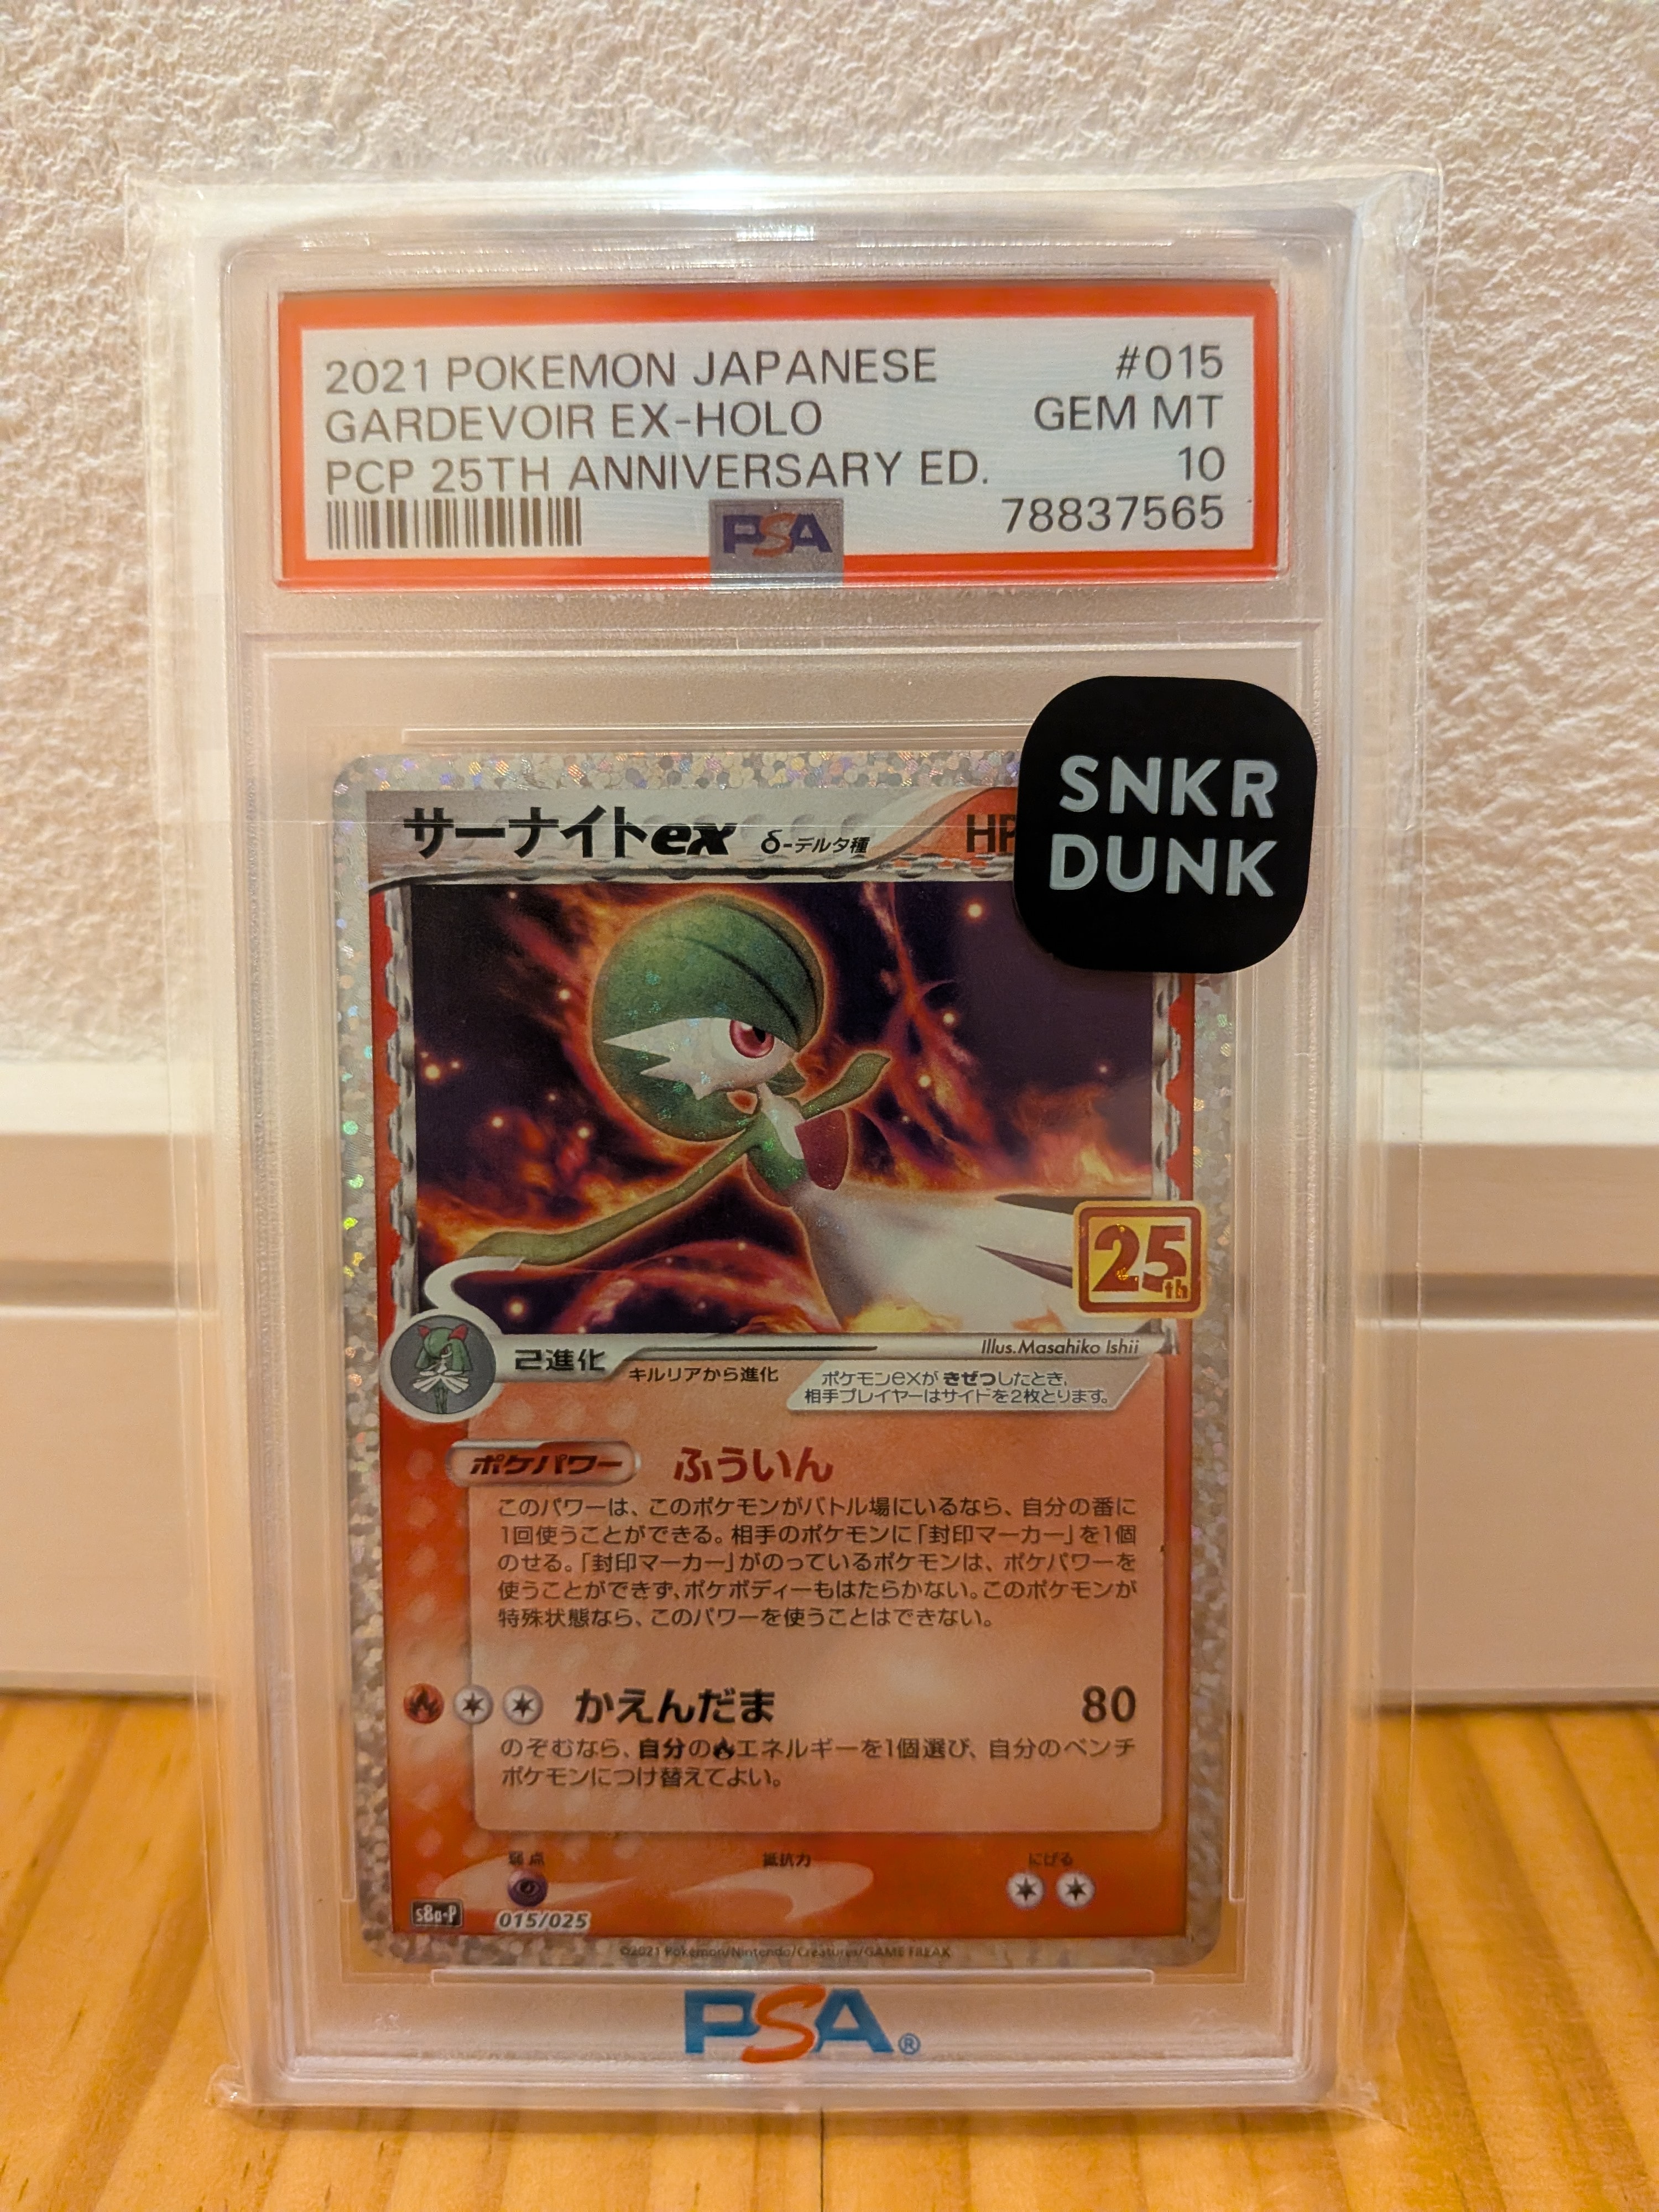 2021 POKEMON JAPANESE #015
GARDEVOIR EX-HOLO GEM MT
PCP 25TH ANNIVERSARY ED. 10
PSA 78837565
SNKR
DUNK
サーナイトex δ-デルタ種 HP
25th
Illus.Masahiko Ishii
2進化 キルリアから進化
ポケモンexが きぜつしたとき、
相手プレイヤーはサイドを2枚とります。
ポケパワー ふういん
このパワーは、このポケモンがバトル場にいるなら、自分の番に
1回使うことができる。相手のポケモンに「封印マーカー」を1個
のせる。「封印マーカー」がのっているポケモンは、ポケパワーを
使うことができず、ポケボディーもはたらかない。このポケモンが
特殊状態なら、このパワーを使うことはできない。
かえんだま 80
のぞむなら、自分のエネルギーを1個選び、自分のベンチ
ポケモンにつけ替えてよい。
弱点 抵抗力 にげる
s8a-P 015/025
©2021 Pokémon/Nintendo/Creatures/GAME FREAK
PSA®